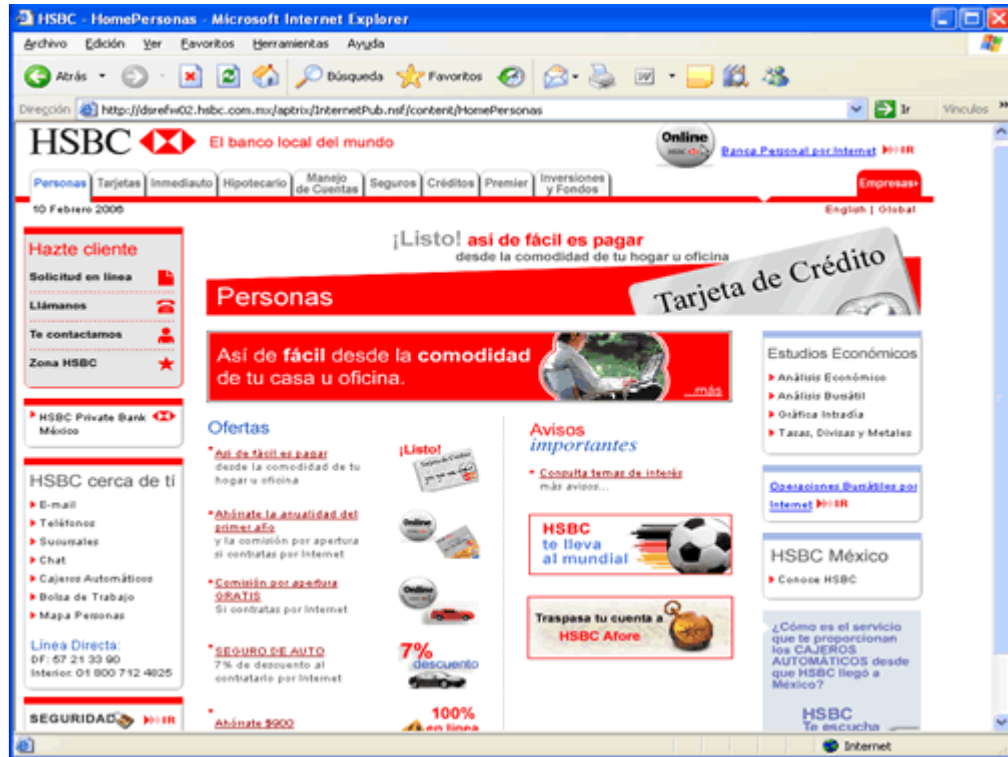 HSBC - HomePersonas - Microsoft Internet Explorer
Archivo Edición Ver Favoritos Herramientas Ayuda
Atrás Búsqueda Favoritos
Dirección http://dsrefw02.hsbc.com.mx/aptrix/InternetPub.nsf/content/HomePersonas Ir Vínculos
HSBC El banco local del mundo
Online
Banca Personal por Internet IR
Personas Tarjetas Inmediauto Hipotecario Manejo de Cuentas Seguros Créditos Premier Inversiones y Fondos Empresas
10 Febrero 2006
English | Global
Hazte cliente
Solicitud en línea
Llámanos
Te contactamos
Zona HSBC
HSBC Private Bank
México
HSBC cerca de tí
E-mail
Teléfonos
Sucursales
Chat
Cajeros Automáticos
Bolsa de Trabajo
Mapa Personas
Línea Directa:
DF: 57 21 33 90
Interior: 01 800 712 4825
SEGURIDAD IR
¡Listo! así de fácil es pagar
desde la comodidad de tu hogar u oficina
Personas
Tarjeta de Crédito
Así de fácil desde la comodidad
de tu casa u oficina.
...más
Ofertas
Así de fácil es pagar
desde la comodidad de tu
hogar u oficina
¡Listo!
Tarjeta de Crédito
Ahórrate la anualidad del
primer año
y la comisión por apertura
si contratas por Internet
Online
Comisión por apertura
GRATIS
Si contratas por Internet
Online
SEGURO DE AUTO
7% de descuento al
contratarlo por Internet
7%
descuento
Ahórrate $900
100%
en línea
Avisos
importantes
Consulta temas de interés
más avisos...
HSBC
te lleva
al mundial
Traspasa tu cuenta a
HSBC Afore
Estudios Económicos
Análisis Económico
Análisis Bursátil
Gráfica Intradía
Tasas, Divisas y Metales
Operaciones Bursátiles por
Internet IR
HSBC México
Conoce HSBC
¿Cómo es el servicio
que te proporcionan
los CAJEROS
AUTOMÁTICOS desde
que HSBC llegó a
México?
HSBC
Te escucha
Internet